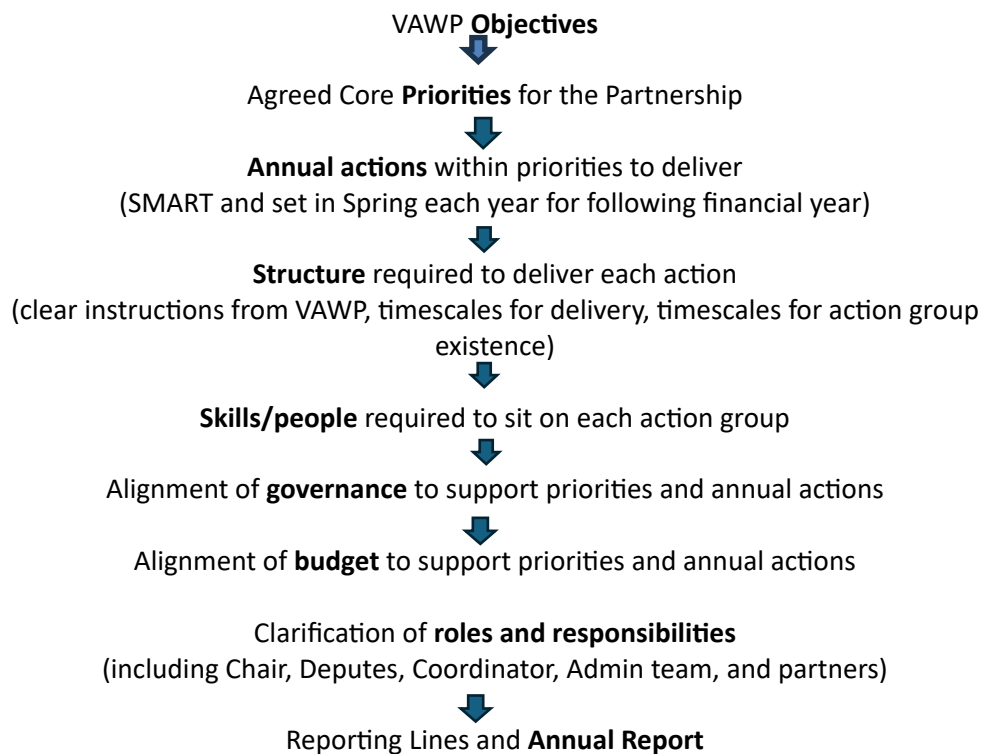 VAWP Objectives
Agreed Core Priorities for the Partnership
Annual actions within priorities to deliver
(SMART and set in Spring each year for following financial year)
Structure required to deliver each action
(clear instructions from VAWP, timescales for delivery, timescales for action group
existence)
Skills/people required to sit on each action group
Alignment of governance to support priorities and annual actions
Alignment of budget to support priorities and annual actions
Clarification of roles and responsibilities
(including Chair, Deputes, Coordinator, Admin team, and partners)
Reporting Lines and Annual Report